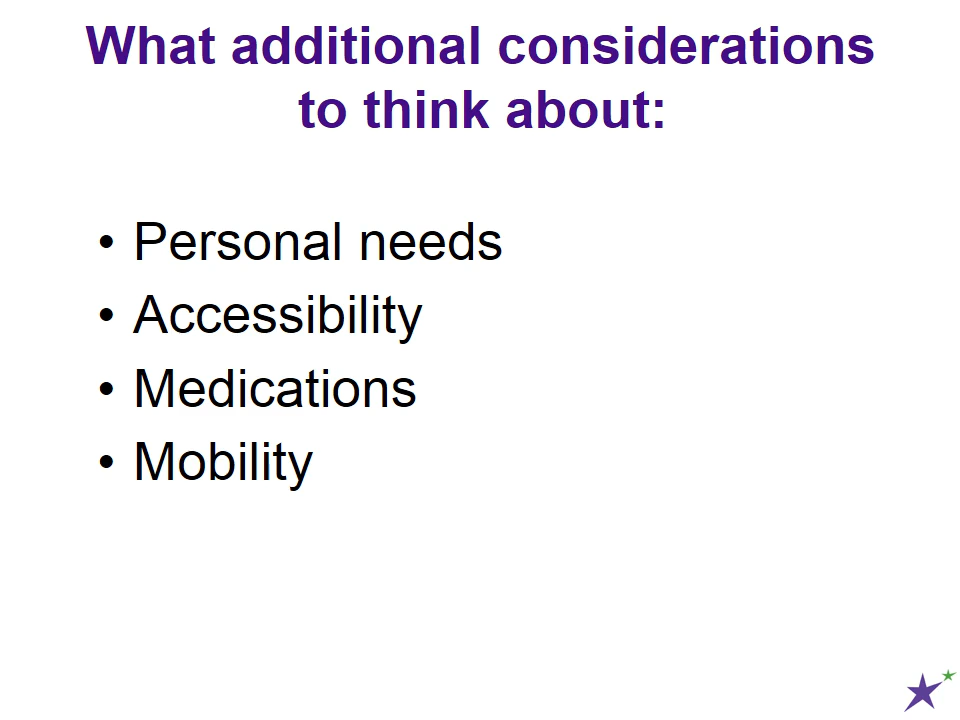 What additional considerations
to think about:
• Personal needs
• Accessibility
• Medications
• Mobility